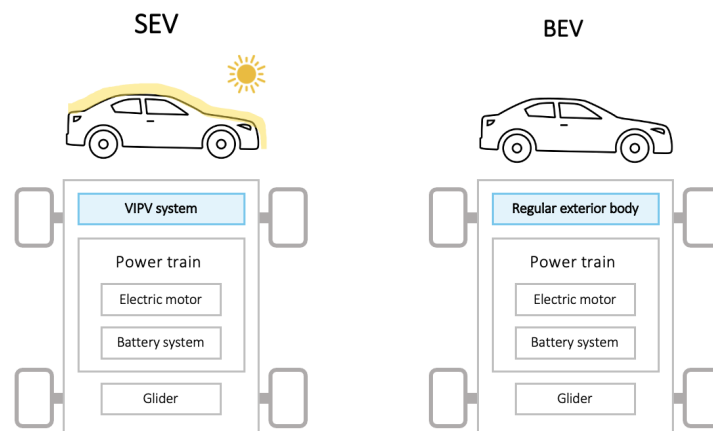 SEV
BEV
VIPV system
Regular exterior body
Power train
Power train
Electric motor
Electric motor
Battery system
Battery system
Glider
Glider